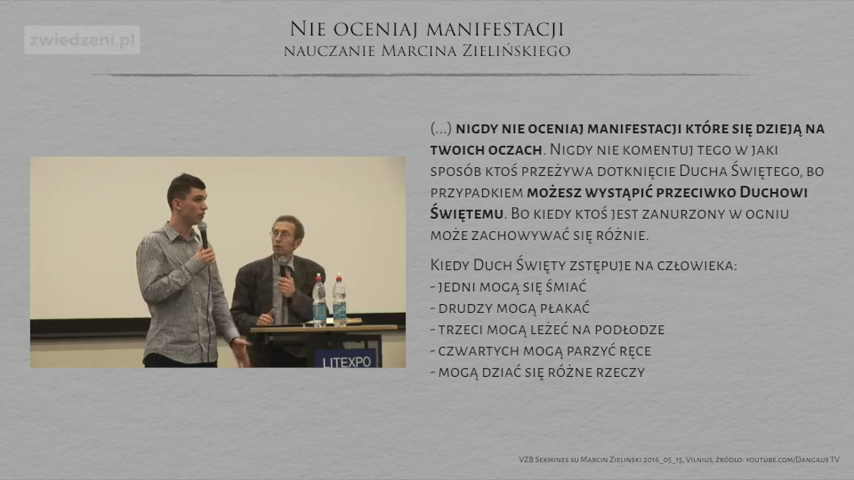 zwiedzeni.pl
Nie oceniaj manifestacji
nauczanie Marcina Zielińskiego
(...) nigdy nie oceniaj manifestacji które się dzieją na
twoich oczach. Nigdy nie komentuj tego w jaki
sposób ktoś przeżywa dotknięcie Ducha Świętego, bo
przypadkiem możesz wystąpić przeciwko Duchowi
Świętemu. Bo kiedy ktoś jest zanurzony w ogniu
może zachowywać się różnie.
Kiedy Duch Święty zstępuje na człowieka:
- jedni mogą się śmiać
- drudzy mogą płakać
- trzeci mogą leżeć na podłodze
- czwartych mogą parzyć ręce
- mogą dziać się różne rzeczy
LITEXPO
VZB Sekmines su Marcin Zielinski 2016_05_15, Vilnius, źródło: youtube.com/Dangaus TV